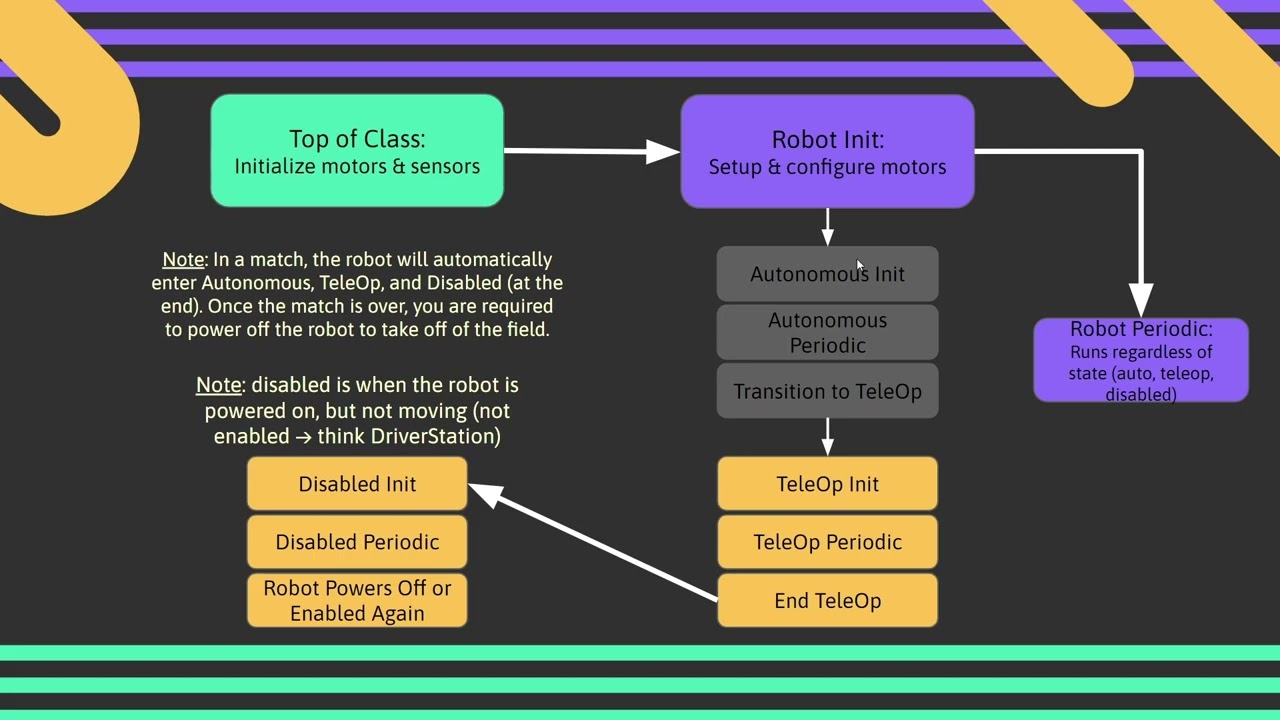 Top of Class:
Initialize motors & sensors
Robot Init:
Setup & configure motors
Note: In a match, the robot will automatically
enter Autonomous, TeleOp, and Disabled (at the
end). Once the match is over, you are required
to power off the robot to take off of the field.
Autonomous Init
Autonomous
Periodic
Transition to TeleOp
Robot Periodic:
Runs regardless of
state (auto, teleop,
disabled)
Note: disabled is when the robot is
powered on, but not moving (not
enabled → think DriverStation)
Disabled Init
Disabled Periodic
Robot Powers Off or
Enabled Again
TeleOp Init
TeleOp Periodic
End TeleOp